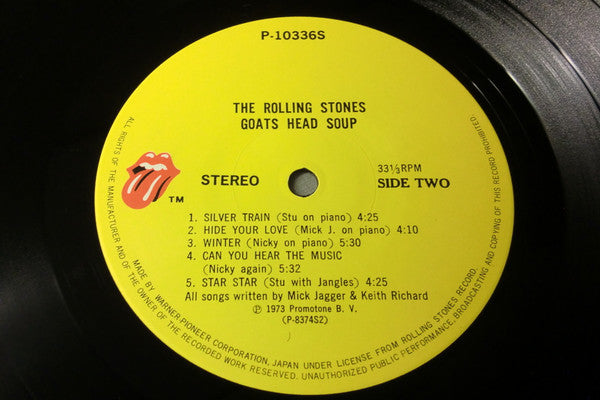 P-10336S
THE ROLLING STONES
GOATS HEAD SOUP
STEREO
33⅓RPM
SIDE TWO
TM
1. SILVER TRAIN (Stu on piano) 4:25
2. HIDE YOUR LOVE (Mick J. on piano) 4:10
3. WINTER (Nicky on piano) 5:30
4. CAN YOU HEAR THE MUSIC
(Nicky again) 5:32
5. STAR STAR (Stu with Jangles) 4:25
All songs written by Mick Jagger & Keith Richard
℗ 1973 Promotone B. V.
(P-8374S2)
MADE BY WARNER-PIONEER CORPORATION, JAPAN UNDER LICENSE FROM ROLLING STONES RECORD.
ALL RIGHTS OF THE MANUFACTURER AND OF THE OWNER OF THE RECORDED WORK RESERVED. UNAUTHORIZED PUBLIC PERFORMANCE, BROADCASTING AND COPYING OF THIS RECORD PROHIBITED.